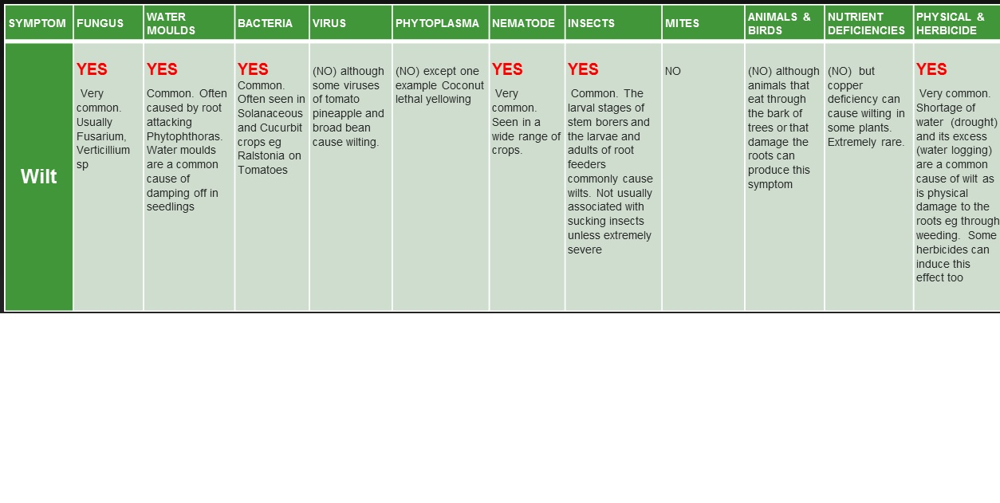 SYMPTOM
FUNGUS
WATER
MOULDS
BACTERIA
VIRUS
PHYTOPLASMA
NEMATODE
INSECTS
MITES
ANIMALS &
BIRDS
NUTRIENT
DEFICIENCIES
PHYSICAL &
HERBICIDE
Wilt
YES
Very
common.
Usually
Fusarium,
Verticillium
sp
YES
Common. Often
caused by root
attacking
Phytophthoras.
Water moulds
are a common
cause of
damping off in
seedlings
YES
Common.
Often seen in
Solanaceous
and Cucurbit
crops eg
Ralstonia on
Tomatoes
(NO) although
some viruses
of tomato
pineapple and
broad bean
cause wilting.
(NO) except one
example Coconut
lethal yellowing
YES
Very
common.
Seen in a
wide range of
crops.
YES
Common. The
larval stages of
stem borers and
the larvae and
adults of root
feeders
commonly cause
wilts. Not usually
associated with
sucking insects
unless extremely
severe
NO
(NO) although
animals that
eat through
the bark of
trees or that
damage the
roots can
produce this
symptom
(NO) but
copper
deficiency can
cause wilting in
some plants.
Extremely rare.
YES
Very common.
Shortage of
water (drought)
and its excess
(water logging)
are a common
cause of wilt as
is physical
damage to the
roots eg through
weeding. Some
herbicides can
induce this
effect too